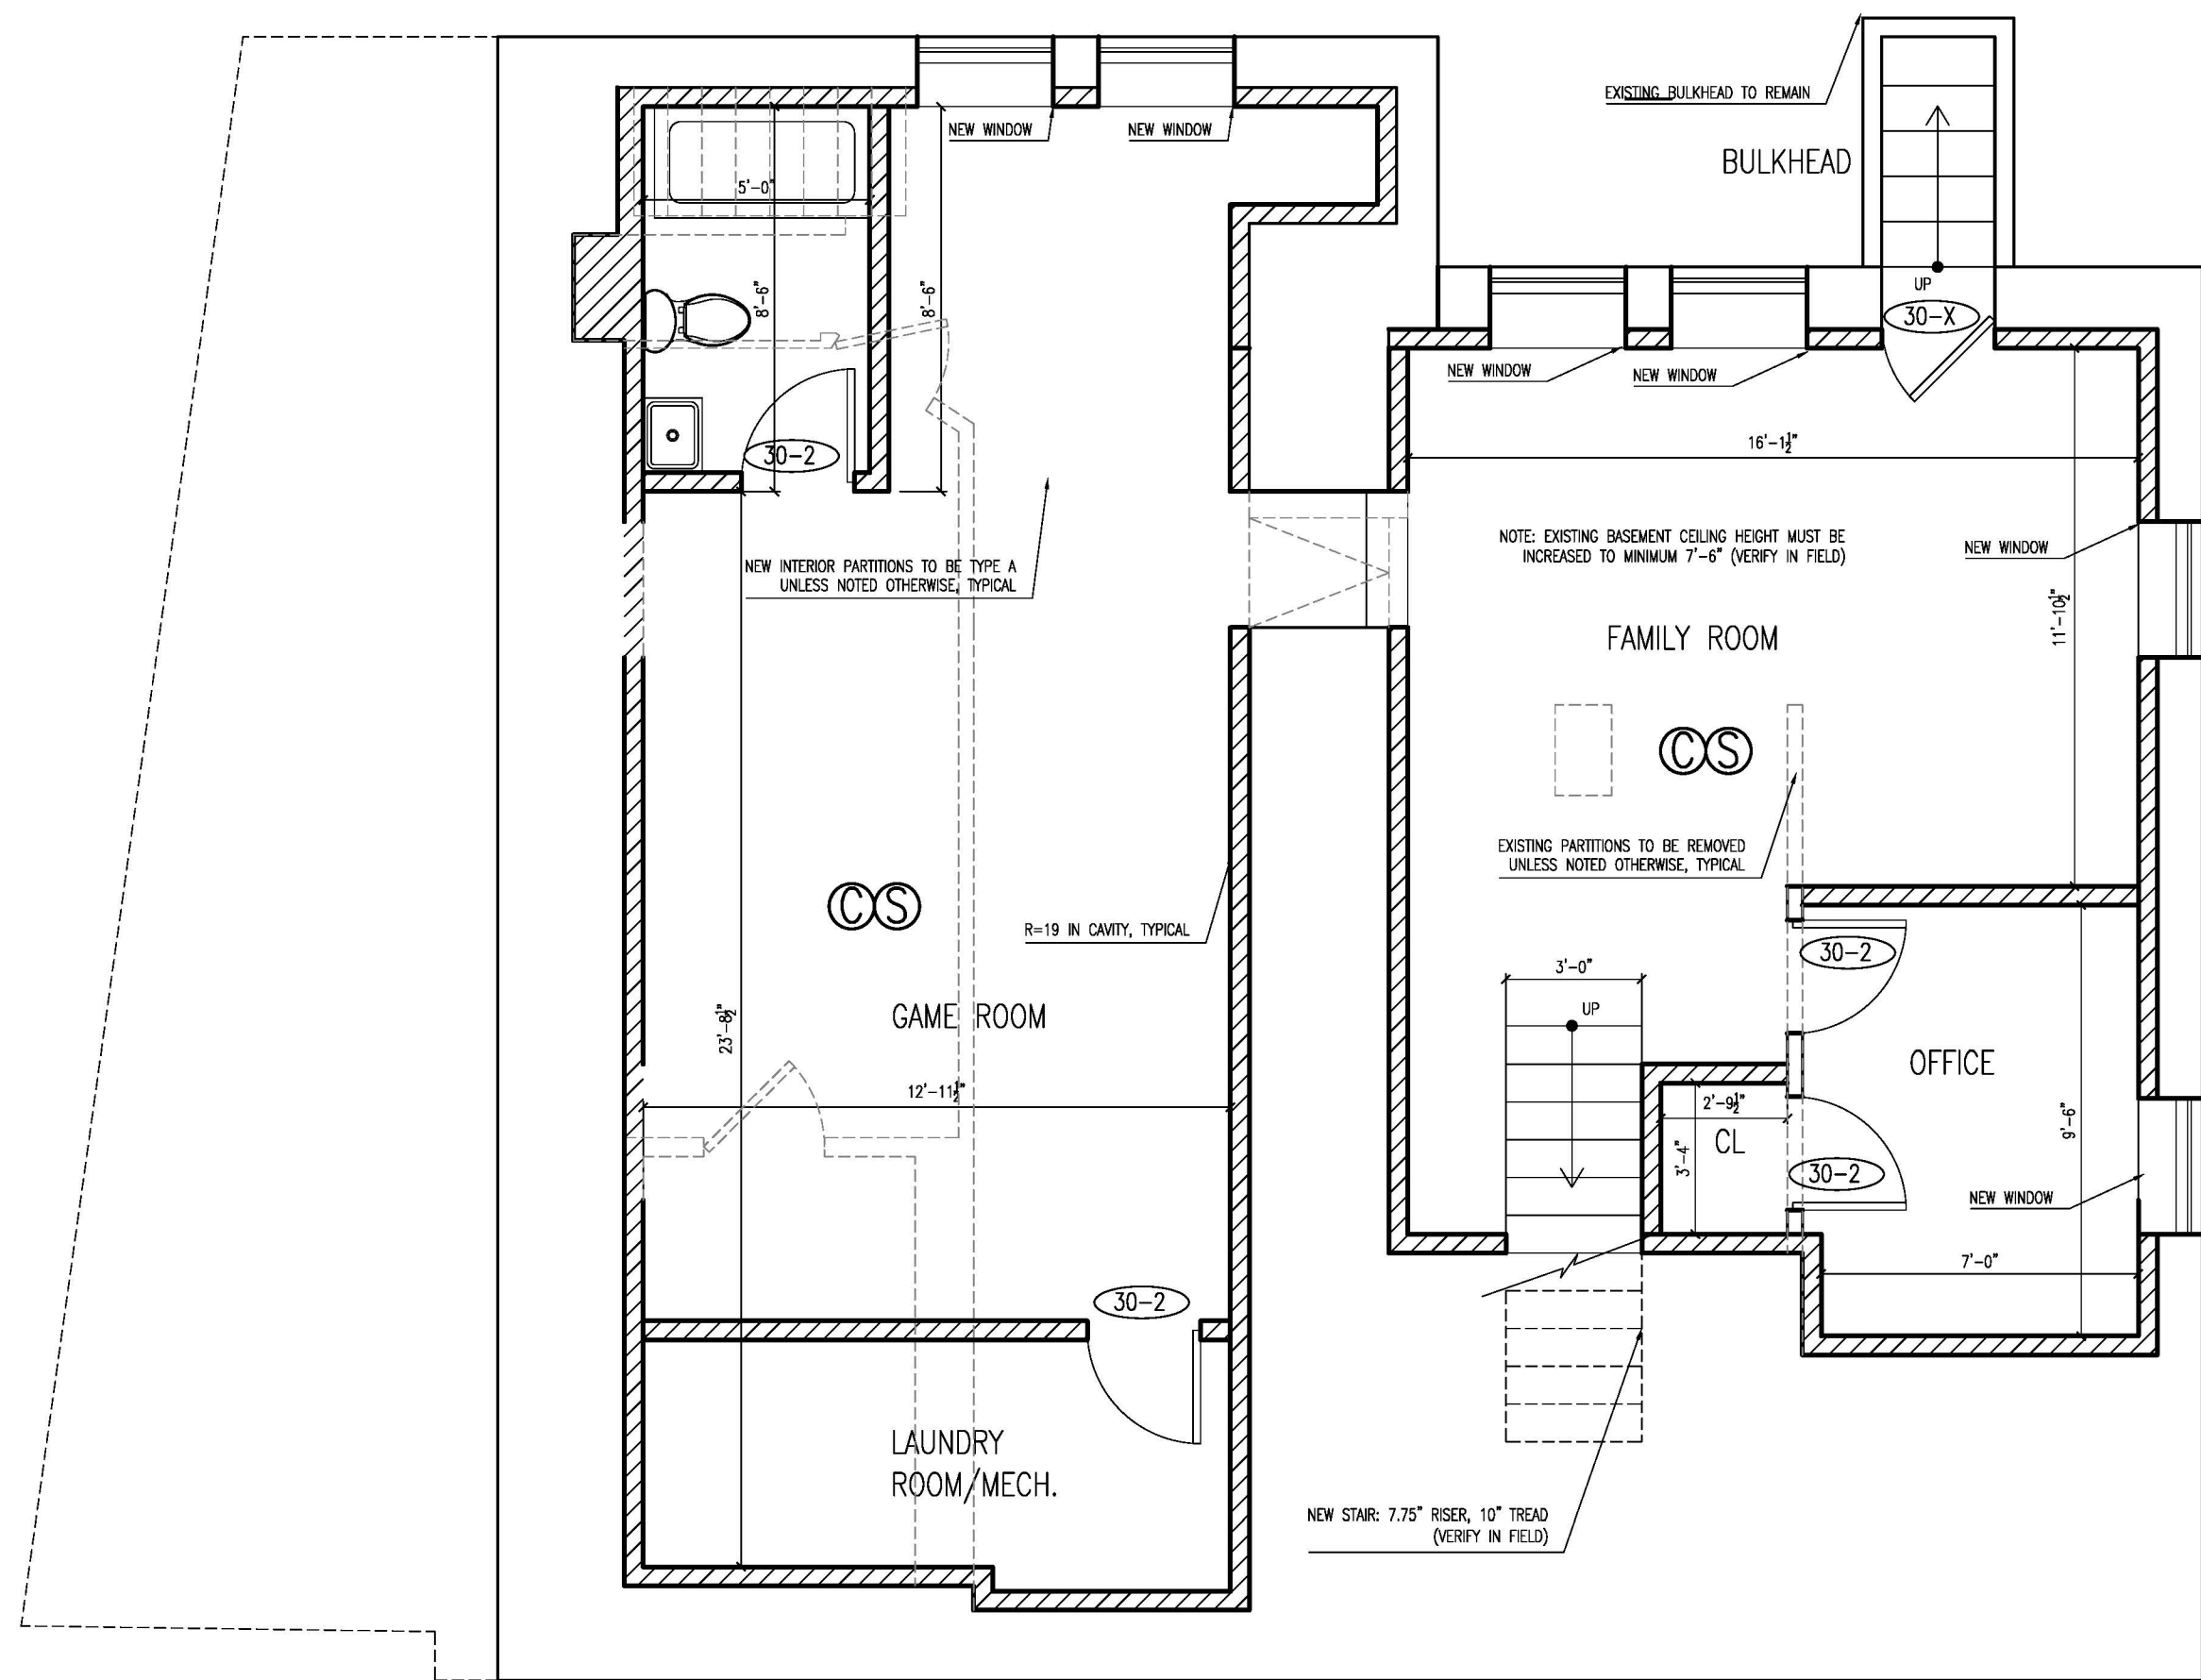 EXISTING BULKHEAD TO REMAIN
BULKHEAD
NEW WINDOW
NEW WINDOW
5'-0"
8'-6"
8'-6"
UP
30-X
NEW WINDOW
NEW WINDOW
30-2
16'-1½"
NOTE: EXISTING BASEMENT CEILING HEIGHT MUST BE
INCREASED TO MINIMUM 7'-6" (VERIFY IN FIELD)
NEW WINDOW
NEW INTERIOR PARTITIONS TO BE TYPE A
UNLESS NOTED OTHERWISE, TYPICAL
11'-10½"
FAMILY ROOM
CS
EXISTING PARTITIONS TO BE REMOVED
UNLESS NOTED OTHERWISE, TYPICAL
CS
R=19 IN CAVITY, TYPICAL
30-2
3'-0"
UP
GAME ROOM
23'-8½"
OFFICE
12'-11½"
2'-9½"
CL
3'-4"
9'-6"
30-2
NEW WINDOW
7'-0"
30-2
LAUNDRY
ROOM/MECH.
NEW STAIR: 7.75" RISER, 10" TREAD
(VERIFY IN FIELD)